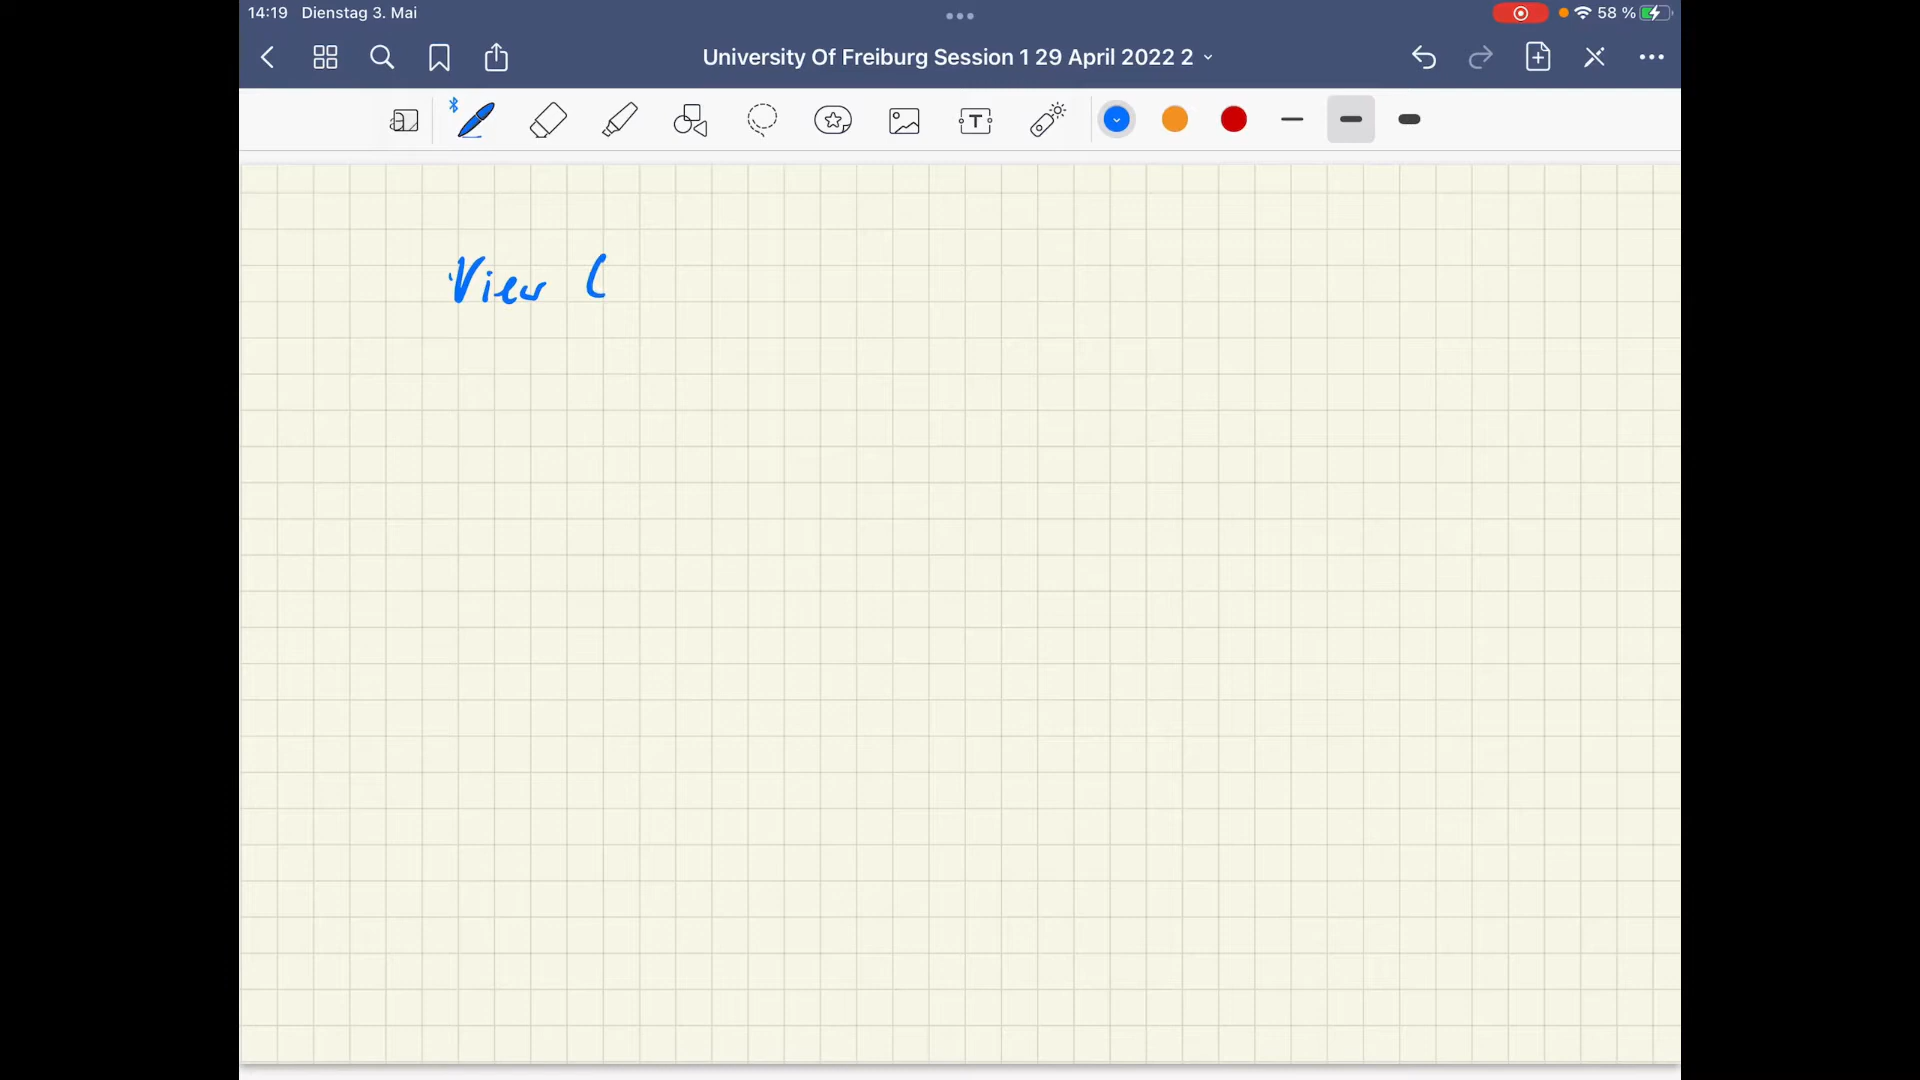 14:19 Dienstag 3. Mai
58 %
University Of Freiburg Session 1 29 April 2022 2
View (